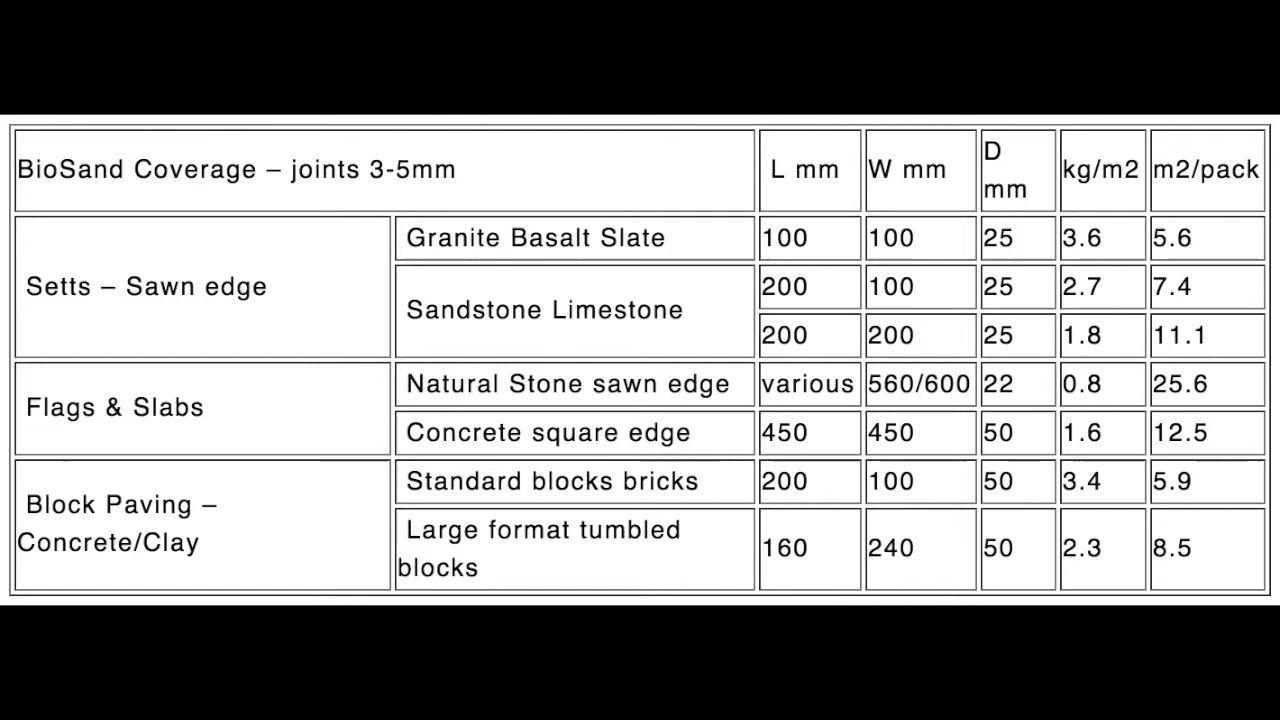 BioSand Coverage – joints 3-5mm L mm W mm D mm kg/m2 m2/pack
Setts – Sawn edge Granite Basalt Slate 100 100 25 3.6 5.6
Sandstone Limestone 200 100 25 2.7 7.4
200 200 25 1.8 11.1
Flags & Slabs Natural Stone sawn edge various 560/600 22 0.8 25.6
Concrete square edge 450 450 50 1.6 12.5
Block Paving – Concrete/Clay Standard blocks bricks 200 100 50 3.4 5.9
Large format tumbled blocks 160 240 50 2.3 8.5